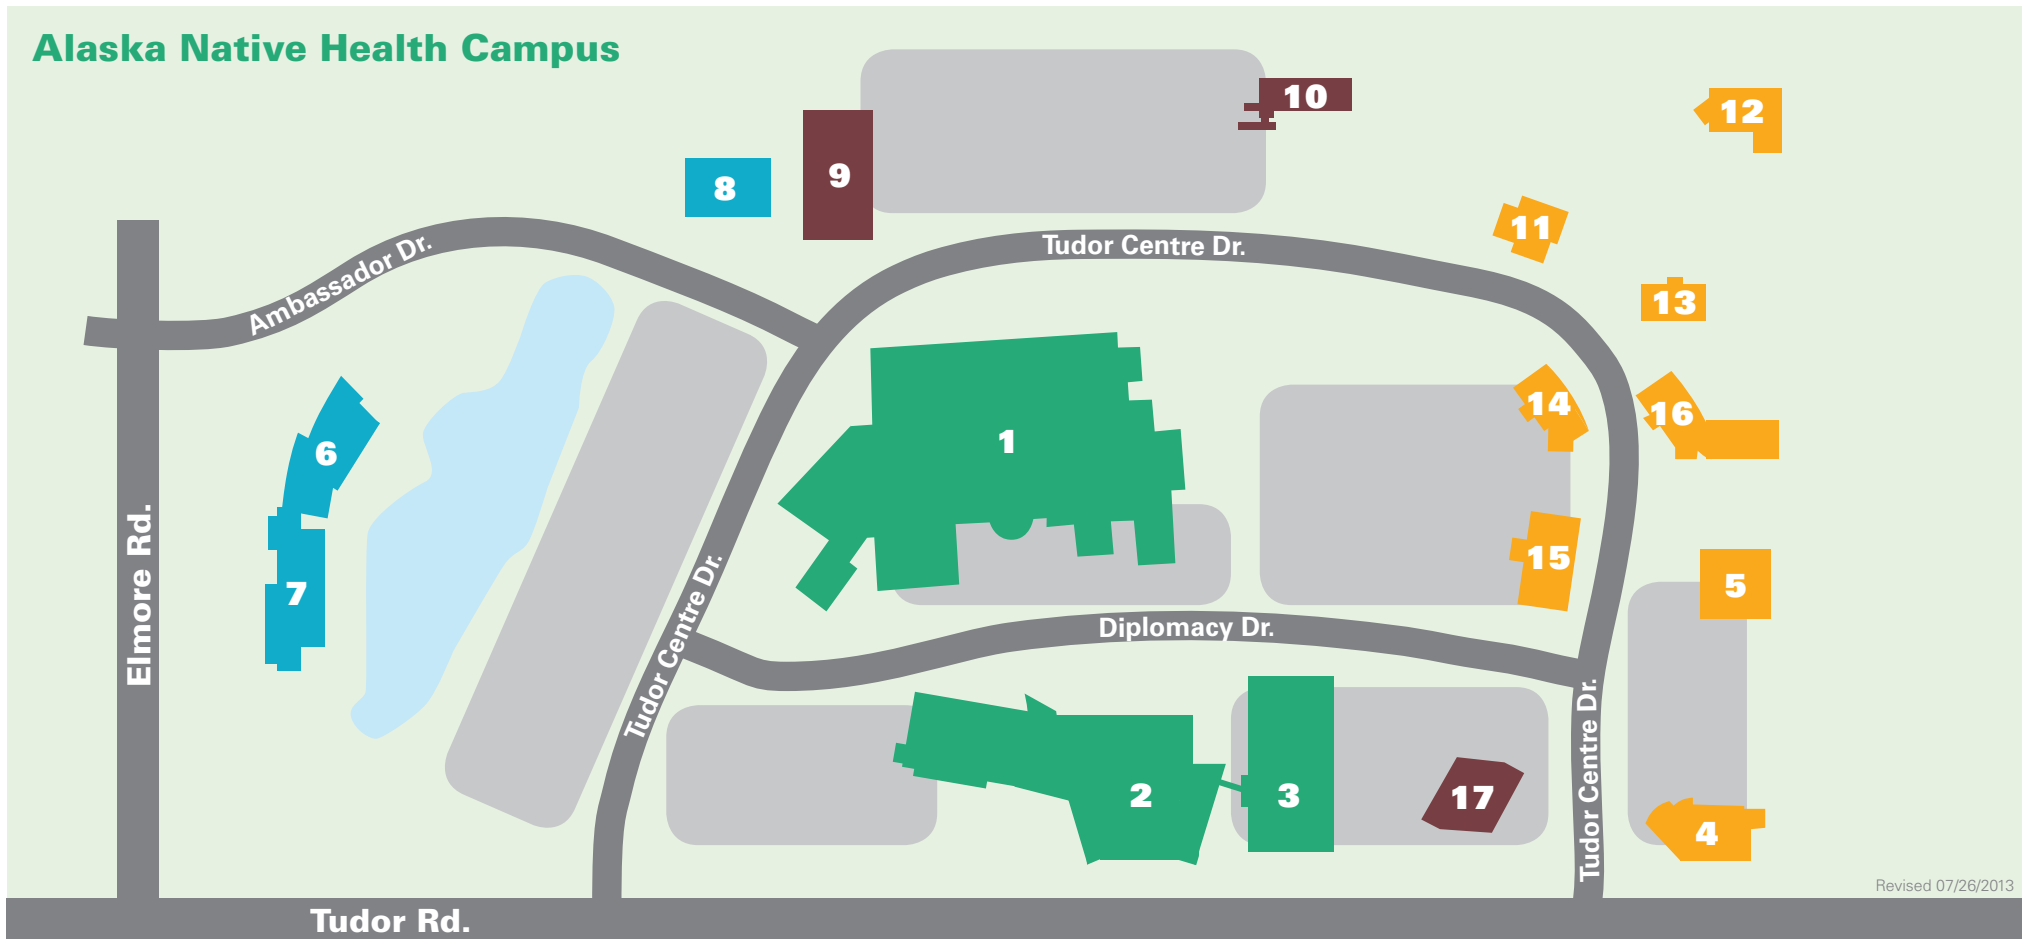 Alaska Native Health Campus
10
12
9
8
11
Ambassador Dr.
Tudor Centre Dr.
13
14
16
1
6
15
5
7
Elmore Rd.
Tudor Centre Dr.
Diplomacy Dr.
2
3
17
Tudor Centre Dr.
4
Revised 07/26/2013
Tudor Rd.